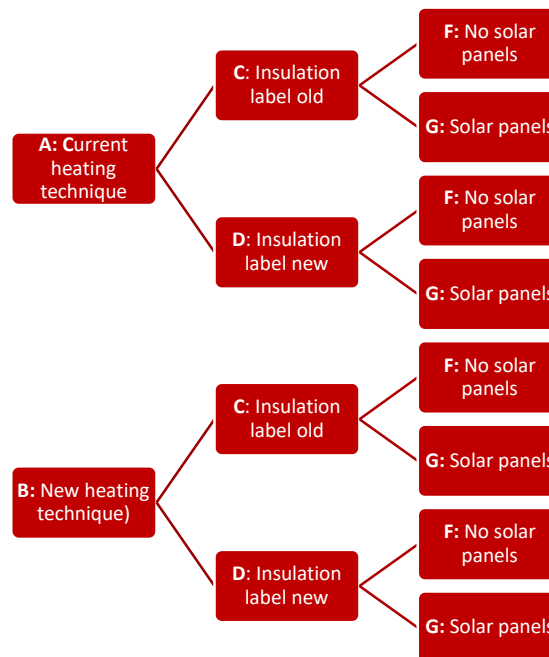 F: No solar
panels
C: Insulation
label old
G: Solar panels
A: Current
heating
technique
F: No solar
panels
D: Insulation
label new
G: Solar panels
F: No solar
panels
C: Insulation
label old
G: Solar panels
B: New heating
technique)
F: No solar
panels
D: Insulation
label new
G: Solar panels